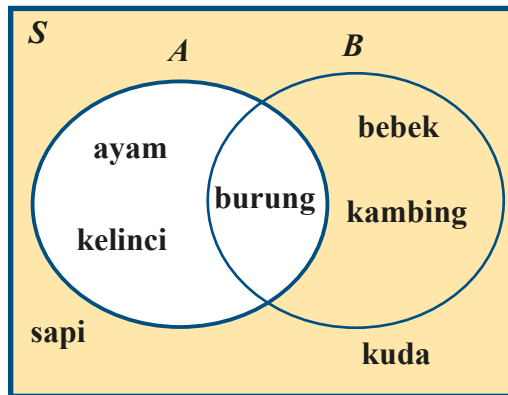 S
A B
ayam
bebek
burung
kambing
kelinci
sapi
kuda